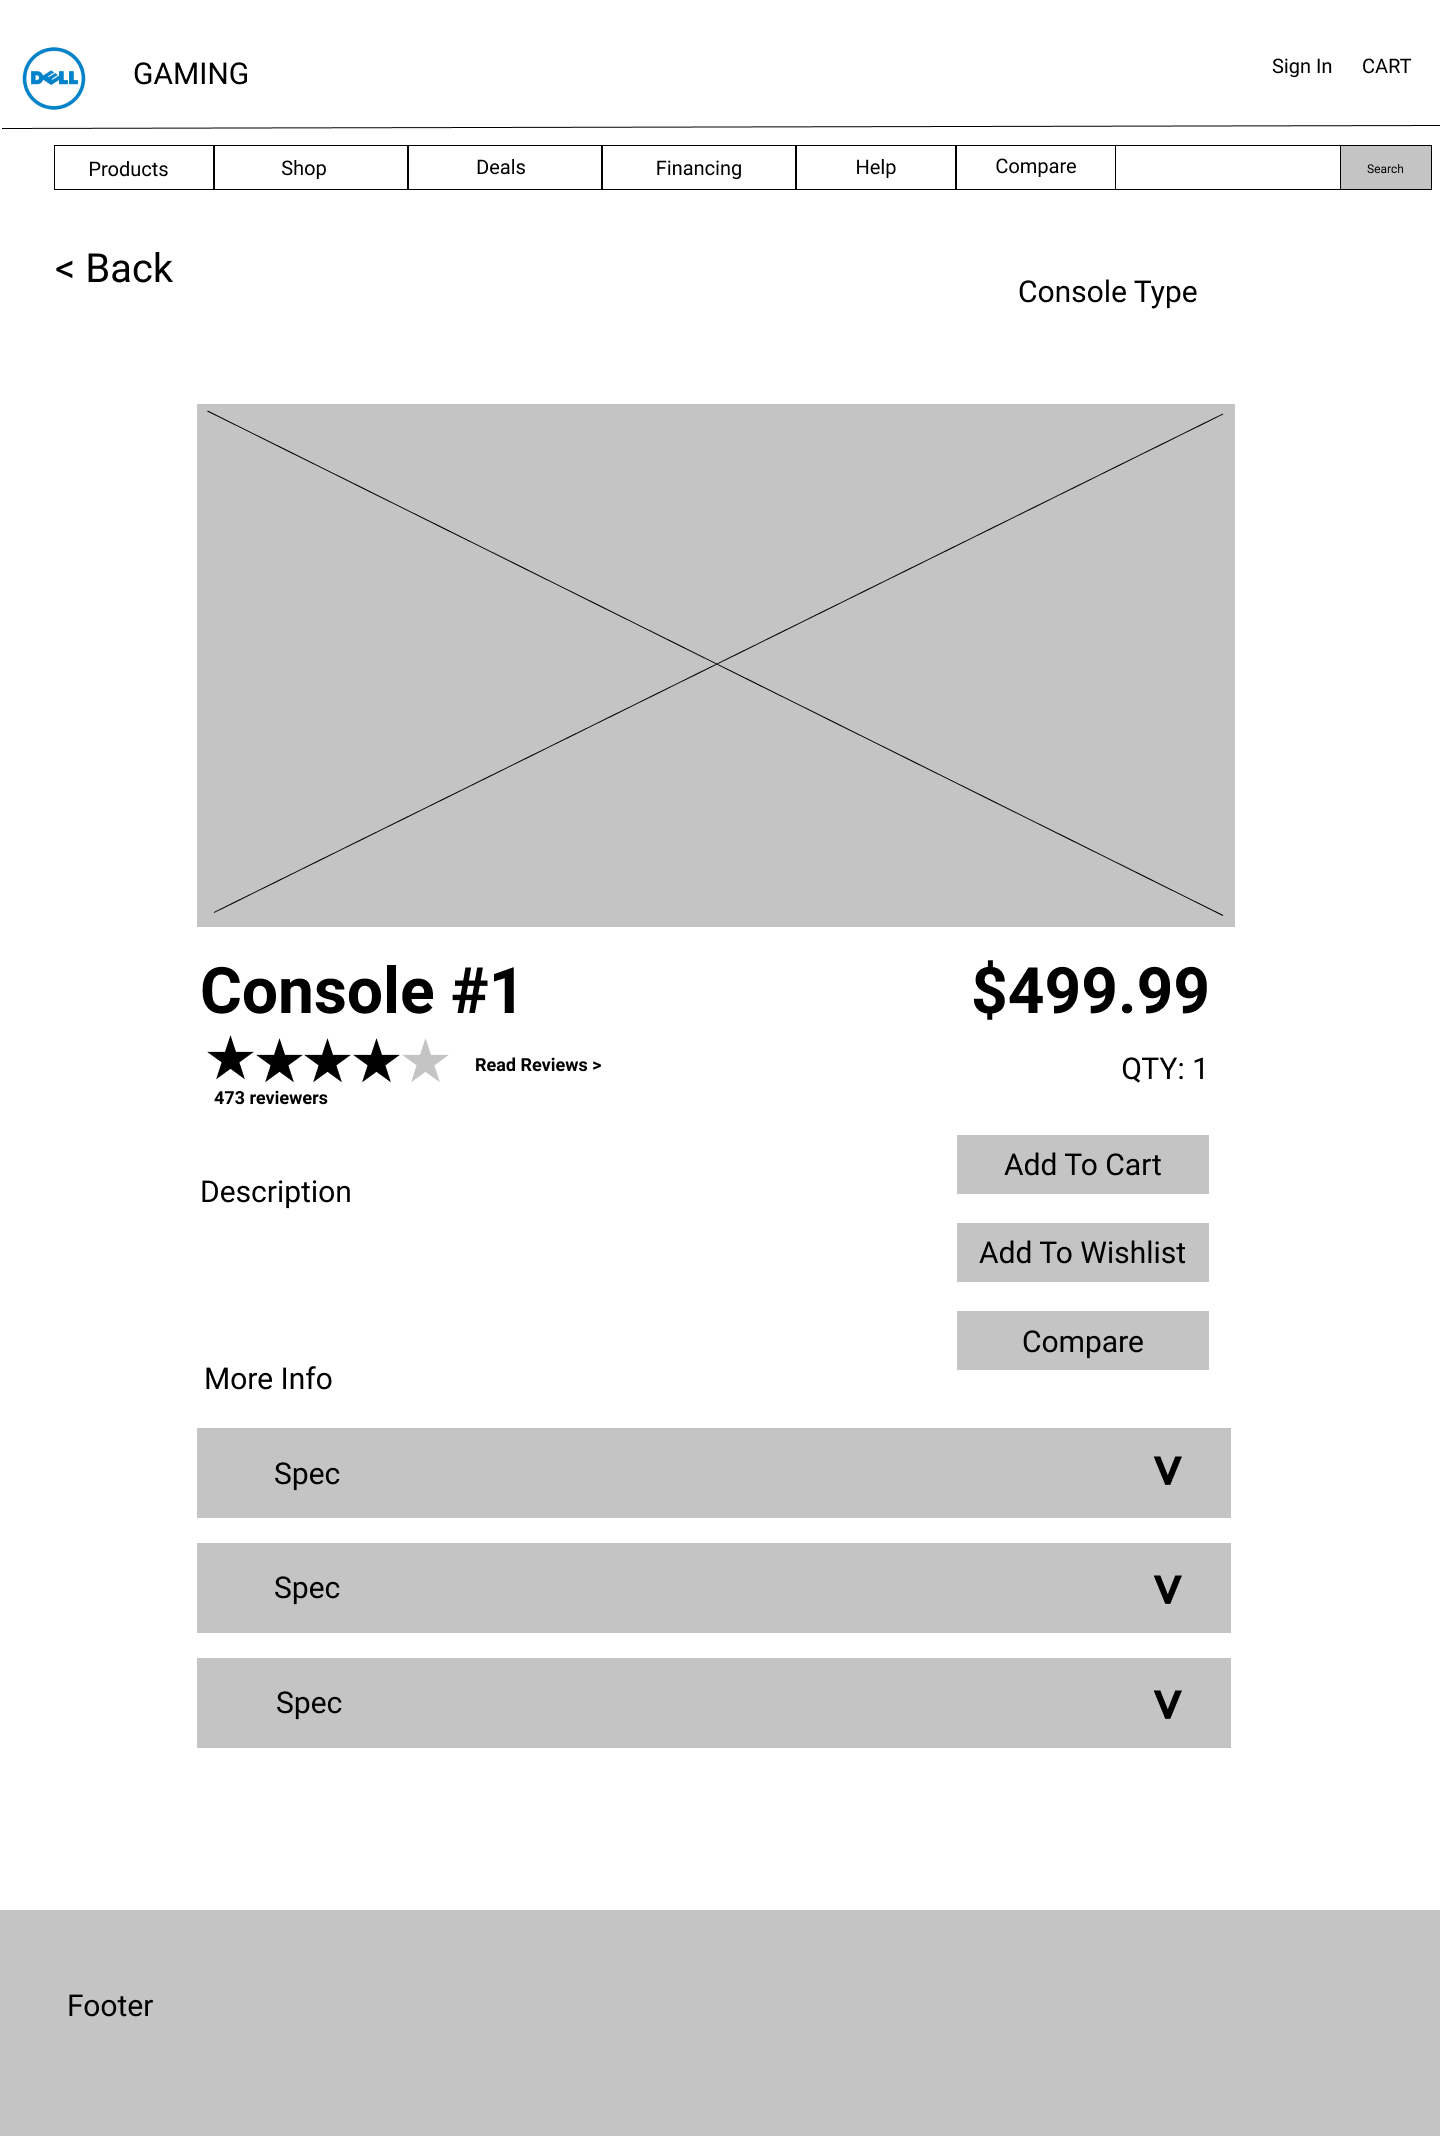 DELL
GAMING
Sign In
CART
Products
Shop
Deals
Financing
Help
Compare
Search
< Back
Console Type
Console #1
$499.99
Read Reviews >
QTY: 1
473 reviewers
Add To Cart
Description
Add To Wishlist
Compare
More Info
Spec
V
Spec
V
Spec
V
Footer